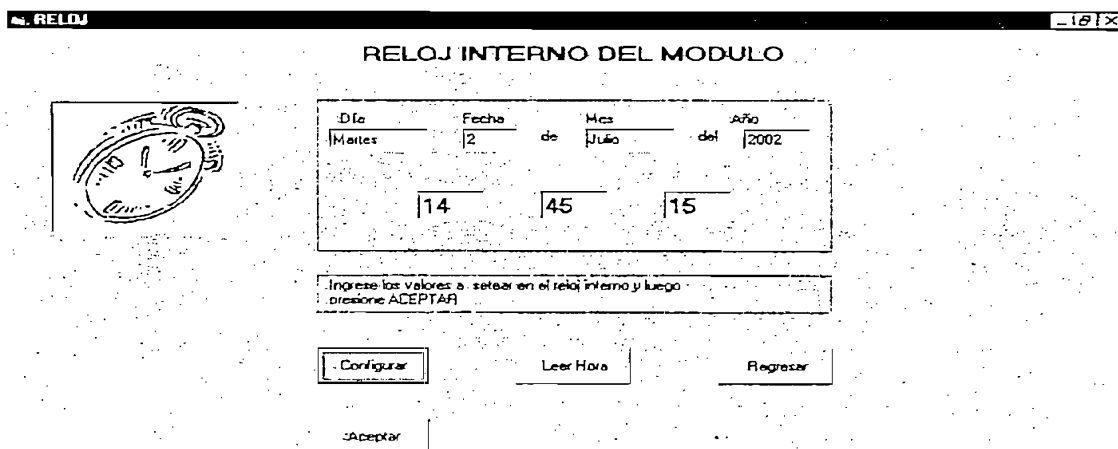 RELOJ
RELOJ INTERNO DEL MODULO
Día Fecha Mes Año
Martes 2 de Julio del 2002
14 45 15
Ingrese los valores a setear en el reloj interno y luego
presione ACEPTAR
Configurar Leer Hora Regresar
Aceptar